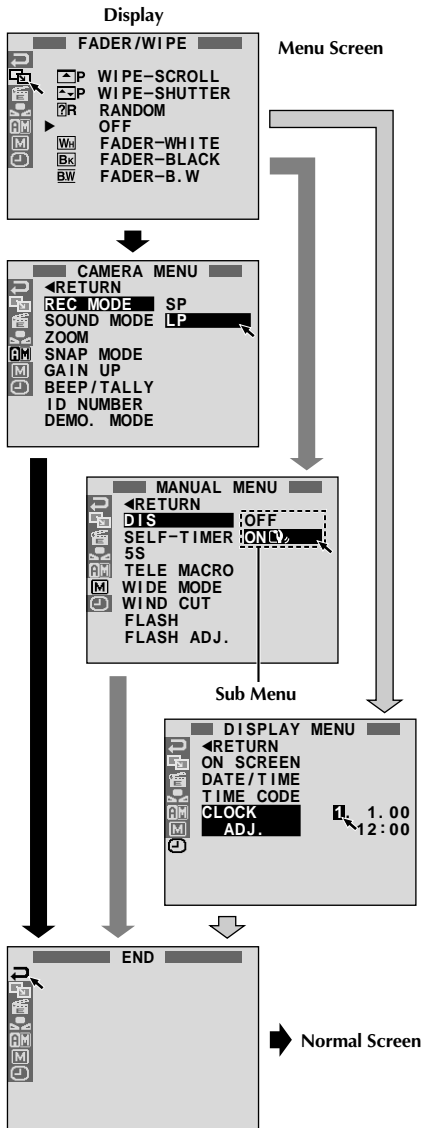 Display
FADER/WIPE
Menu Screen
P WIPE–SCROLL
P WIPE–SHUTTER
?R RANDOM
OFF
WH FADER–WHITE
BK FADER–BLACK
B.W FADER–B.W
CAMERA MENU
RETURN
REC MODE SP
SOUND MODE LP
ZOOM
SNAP MODE
GAIN UP
BEEP/TALLY
ID NUMBER
DEMO. MODE
MANUAL MENU
RETURN
DIS OFF
SELF–TIMER ON
5S
TELE MACRO
WIDE MODE
WIND CUT
FLASH
FLASH ADJ.
Sub Menu
DISPLAY MENU
RETURN
ON SCREEN
DATE/TIME
TIME CODE
CLOCK 1. 1.00
ADJ. 12:00
END
Normal Screen